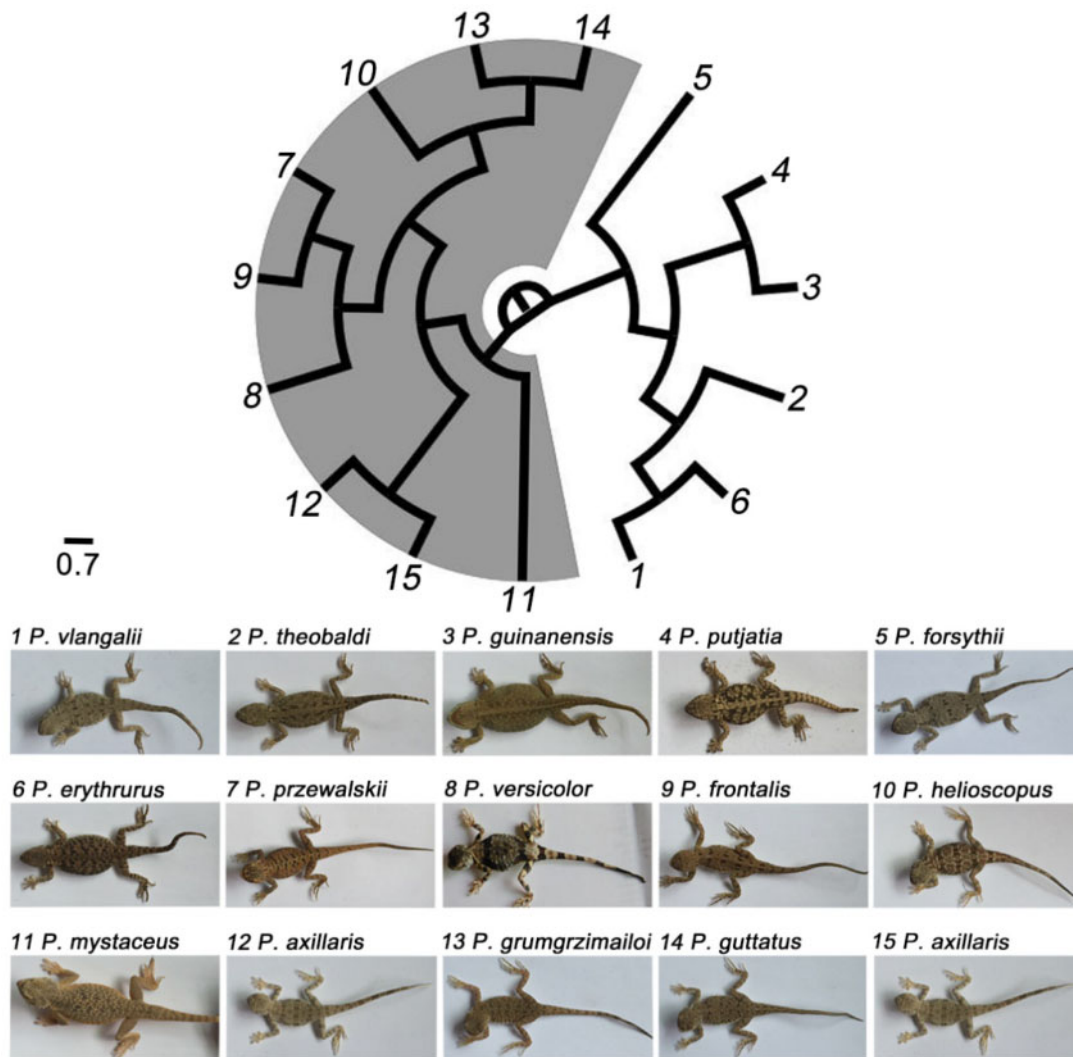 13
14
10
5
7
4
9
3
8
2
12
6
15
11
1
0.7
1 P. vlangalii
2 P. theobaldi
3 P. guinanensis
4 P. putjatia
5 P. forsythii
6 P. erythrurus
7 P. przewalskii
8 P. versicolor
9 P. frontalis
10 P. helioscopus
11 P. mystaceus
12 P. axillaris
13 P. grumgrzimailoi
14 P. guttatus
15 P. axillaris